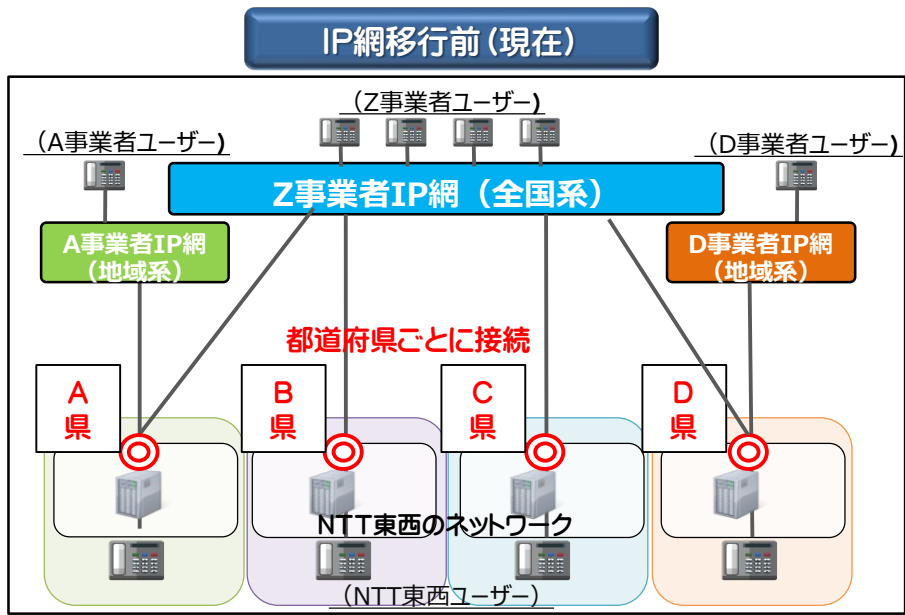 IP網移行前(現在)
（Z事業者ユーザー)
（A事業者ユーザー)
（D事業者ユーザー)
Z事業者IP網（全国系）
A事業者IP網
（地域系）
D事業者IP網
（地域系）
都道府県ごとに接続
A
県
B
県
C
県
D
県
NTT東西のネットワーク
（NTT東西ユーザー）